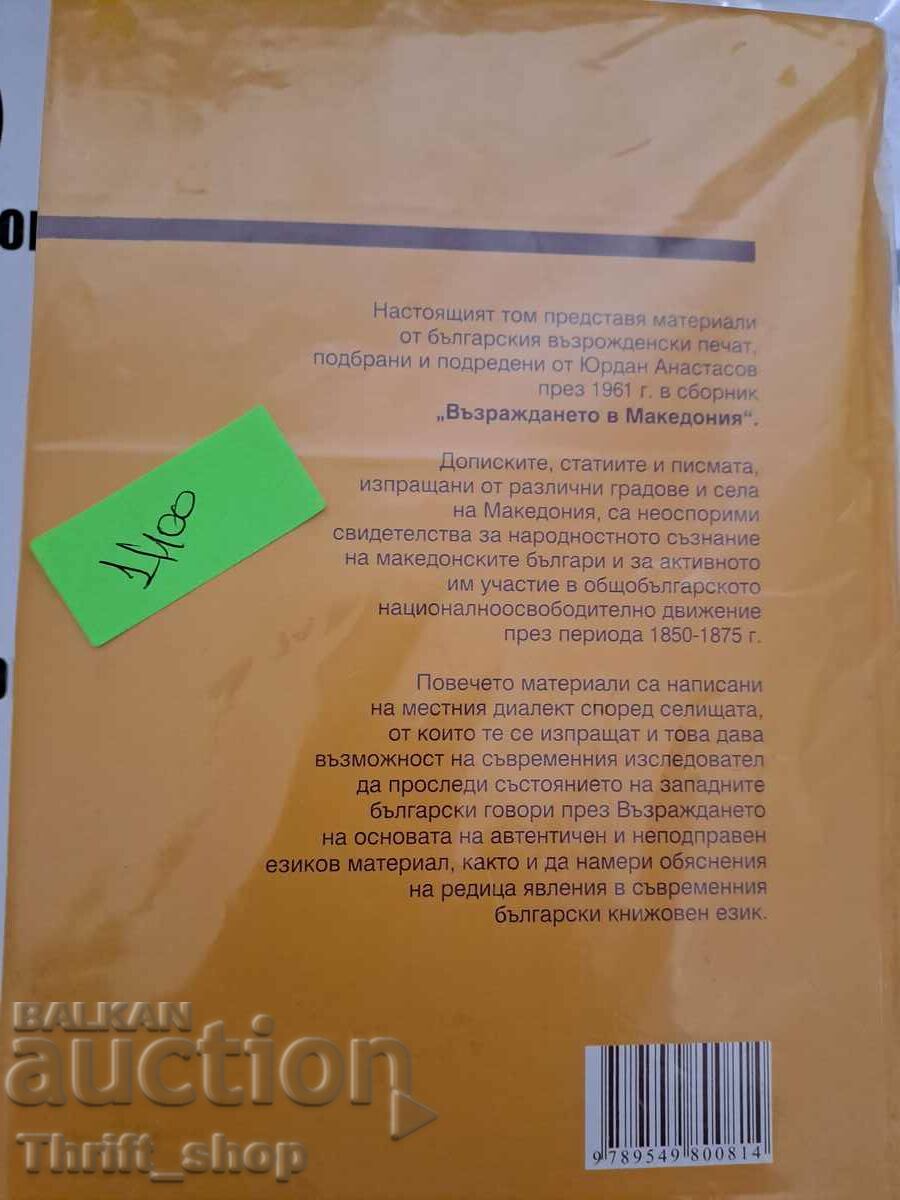 Настоящият том представя материали
от българския възрожденски печат,
подбрани и подредени от Юрдан Анастасов
през 1961 г. в сборник
„Възраждането в Македония“.
Дописките, статиите и писмата,
изпращани от различни градове и села
на Македония, са неоспорими
свидетелства за народностното съзнание
на македонските българи и за активното
им участие в общобългарското
националноосвободително движение
през периода 1850-1875 г.
Повечето материали са написани
на местния диалект според селищата,
от които те се изпращат и това дава
възможност на съвременния изследовател
да проследи състоянието на западните
български говори през Възраждането
на основата на автентичен и неподправен
езиков материал, както и да намери обяснения
на редица явления в съвременния
български книжовен език.
9 789549 800814
BALKAN
auction
Thrift_shop